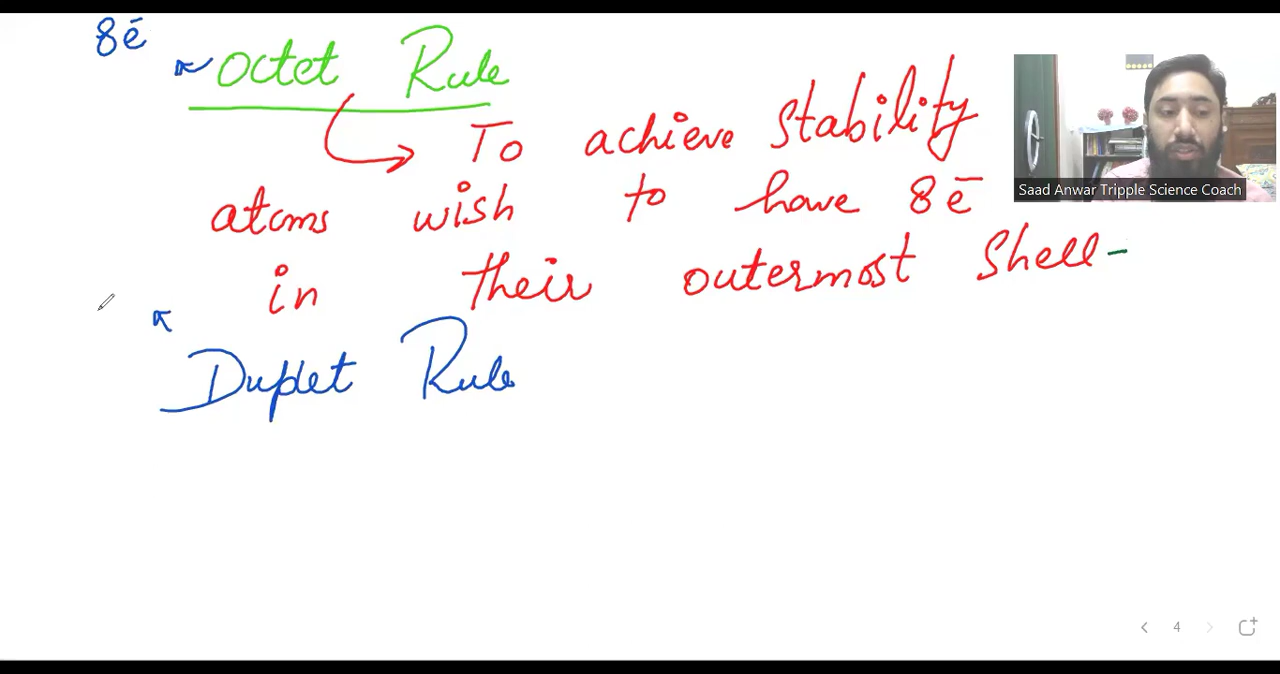 8ē
Octet Rule
To achieve Stability
atoms wish to have 8ē
in their outermost Shell-
Duplet Rule
Saad Anwar Tripple Science Coach
4